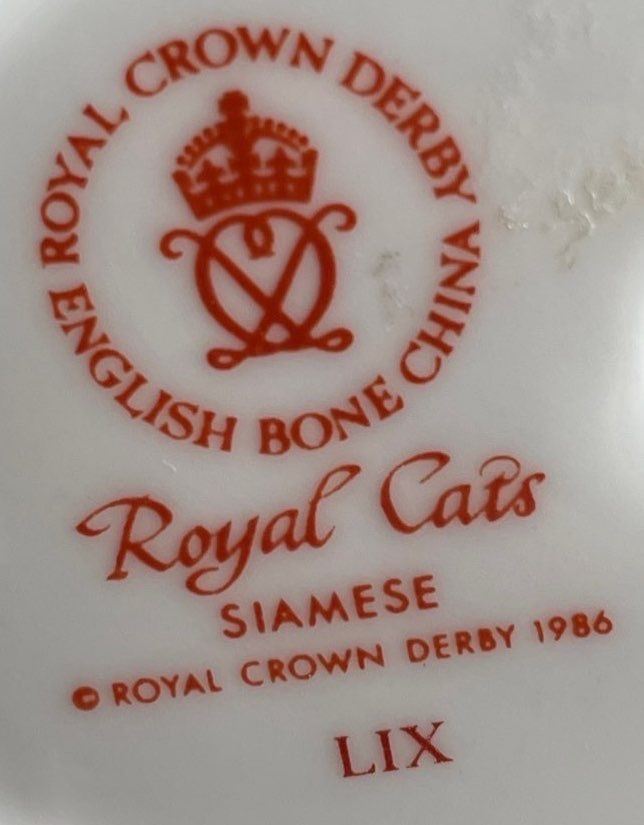 ROYAL CROWN DERBY
ENGLISH BONE CHINA
Royal Cats
SIAMESE
© ROYAL CROWN DERBY 1986
LIX